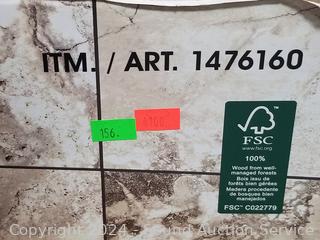 ITM. / ART. 1476160
156.
FSC
www.fsc.org
100%
Wood from well-
managed forests
Bois issu de
forêts bien gérées
Madera procedente
de bosques bien
manejados
FSC® C022779
Copyright 2024 - Sound Auction Service